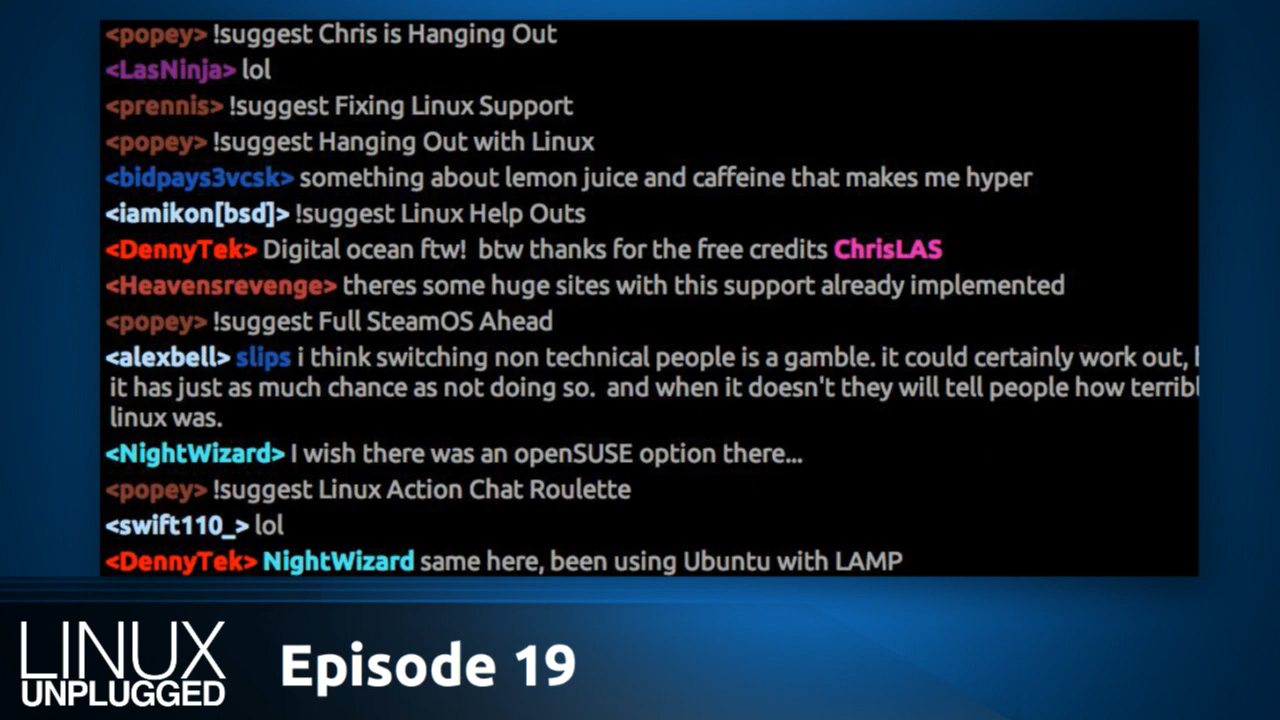 <popey> !suggest Chris is Hanging Out
<LasNinja> lol
<prennis> !suggest Fixing Linux Support
<popey> !suggest Hanging Out with Linux
<bidpays3vcsk> something about lemon juice and caffeine that makes me hyper
<iamikon[bsd]> !suggest Linux Help Outs
<DennyTek> Digital ocean ftw!  btw thanks for the free credits ChrisLAS
<Heavensrevenge> theres some huge sites with this support already implemented
<popey> !suggest Full SteamOS Ahead
<alexbell> slips i think switching non technical people is a gamble. it could certainly work out,
it has just as much chance as not doing so.  and when it doesn't they will tell people how terribl
linux was.
<NightWizard> I wish there was an openSUSE option there...
<popey> !suggest Linux Action Chat Roulette
<swift110_> lol
<DennyTek> NightWizard same here, been using Ubuntu with LAMP
LINUX
UNPLUGGED
Episode 19